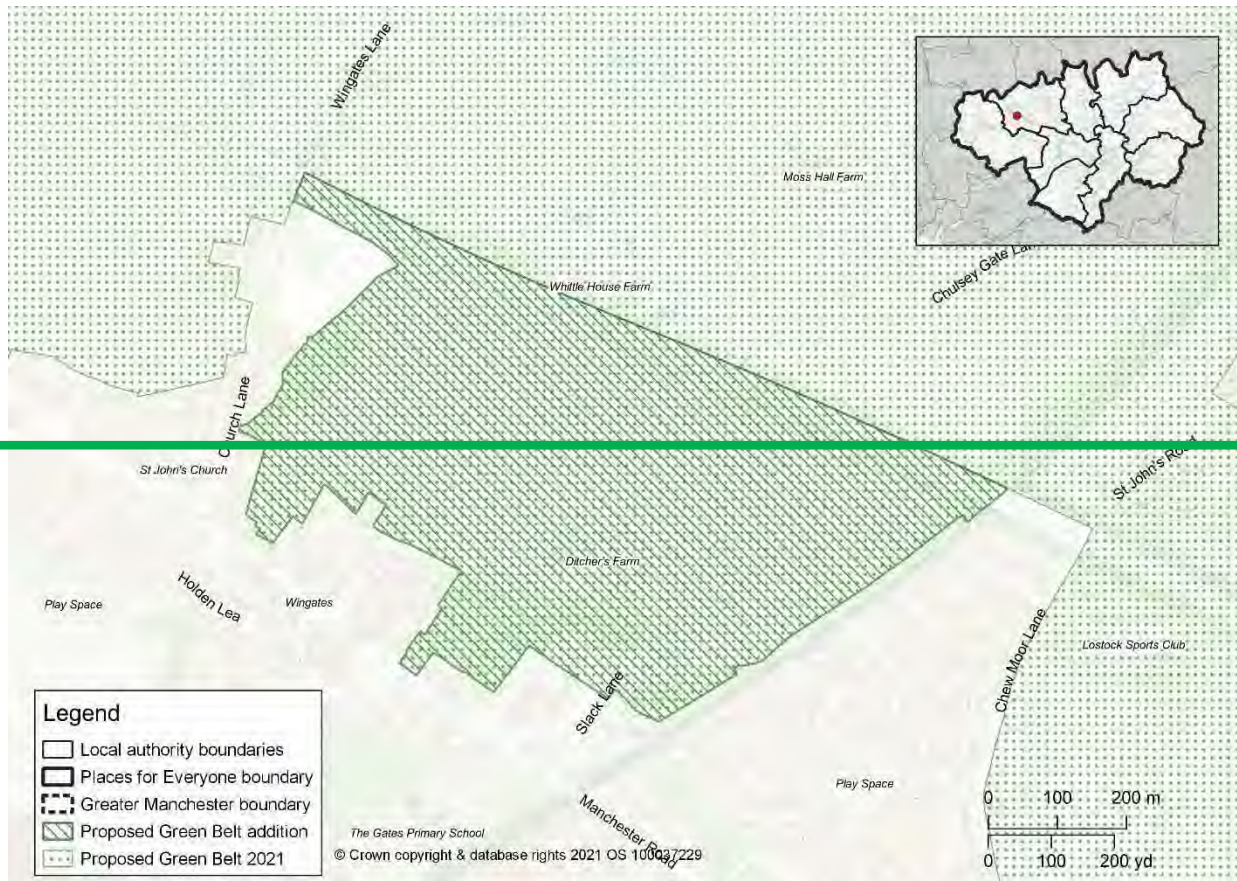 Wingates Lane
Moss Hall Farm
Chulsey Gate Lan
Whittle House Farm
Church Lane
St John's Church
St John's Road
Ditcher's Farm
Holden Lea
Play Space
Wingates
Chew Moor Lane
Lostock Sports Club
Slack Lane
Play Space
Manchester Road
The Gates Primary School
© Crown copyright & database rights 2021 OS 100037229
Legend
Local authority boundaries
Places for Everyone boundary
Greater Manchester boundary
Proposed Green Belt addition
Proposed Green Belt 2021
0 100 200 m
0 100 200 yd